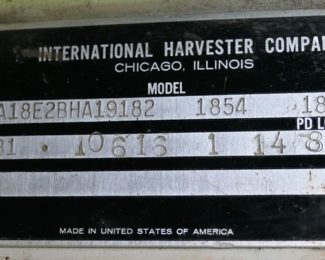 INTERNATIONAL HARVESTER COMPA
CHICAGO, ILLINOIS
MODEL
A18E2BHA19182 1854 18
PD L
31 . 10616 1 14 8
MADE IN UNITED STATES OF AMERICA